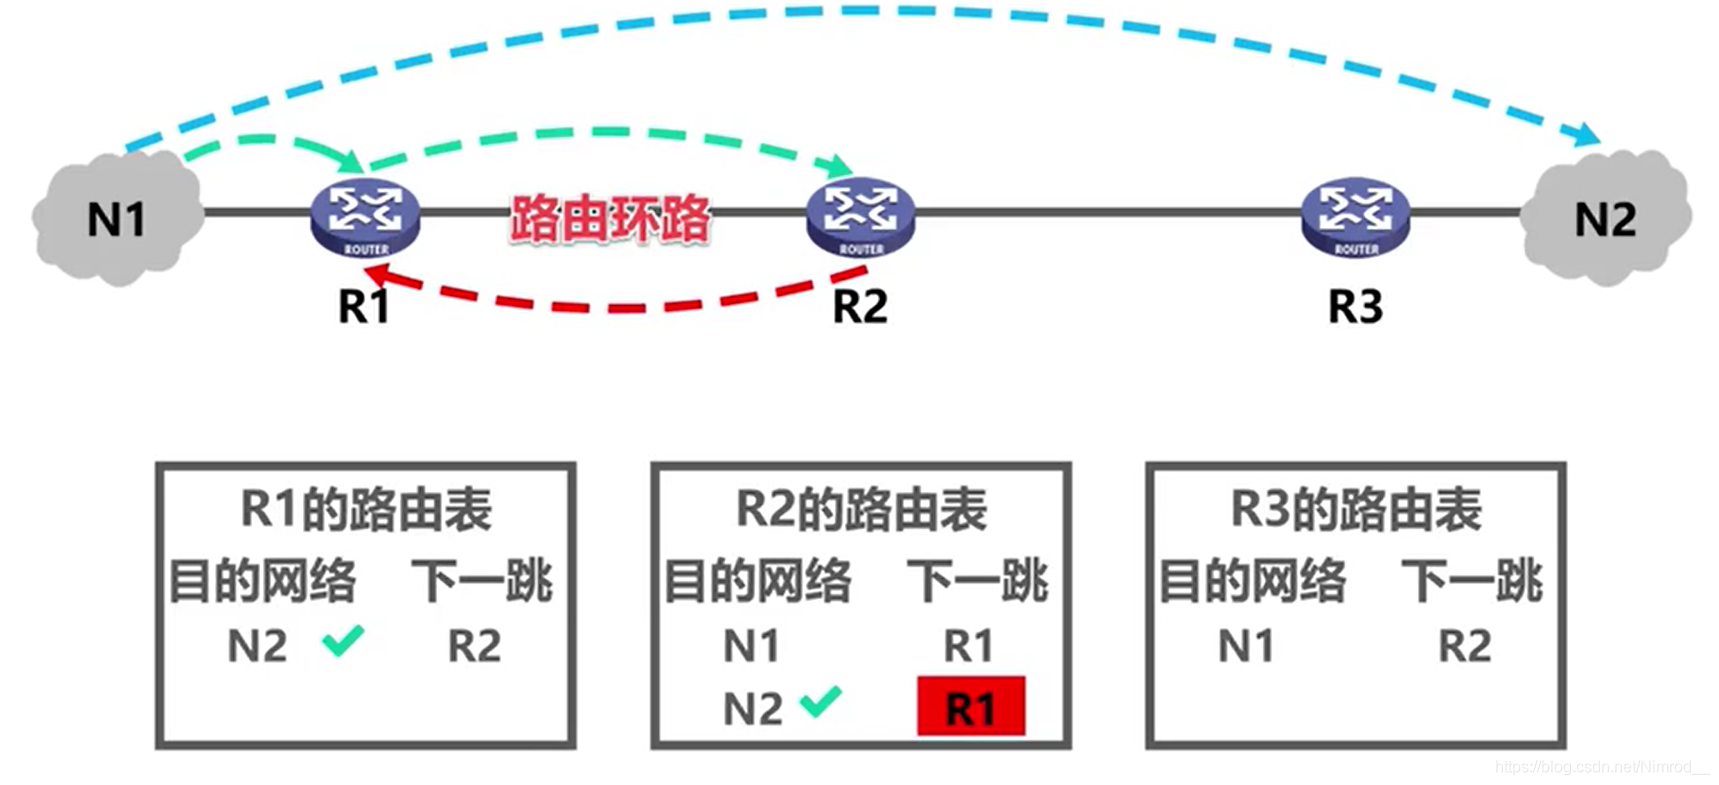 N1
ROUTER
路由环路
ROUTER
ROUTER
N2
R1
R2
R3
R1的路由表
目的网络 下一跳
N2 R2
R2的路由表
目的网络 下一跳
N1 R1
N2 R1
R3的路由表
目的网络 下一跳
N1 R2
https://blog.csdn.net/Nimrod__